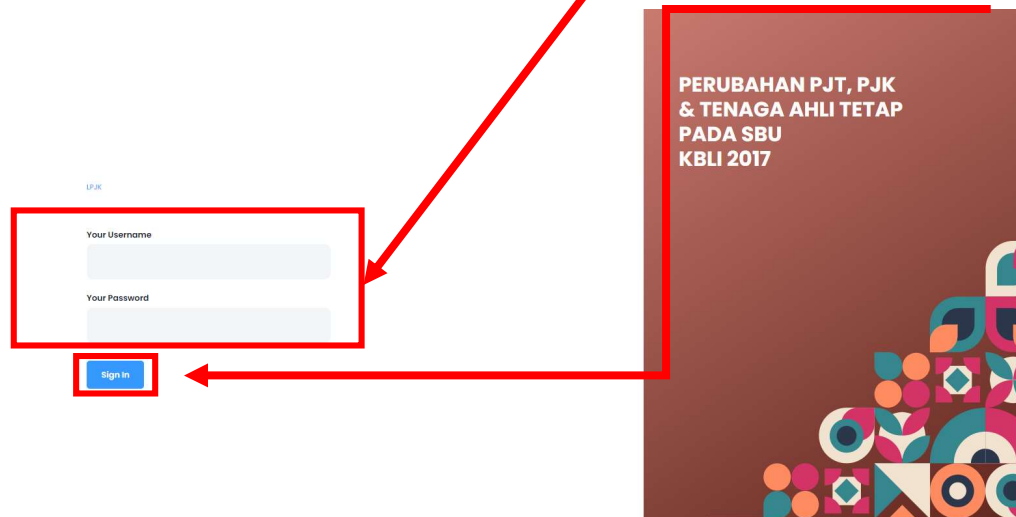 LPJK
Your Username
Your Password
Sign In
PERUBAHAN PJT, PJK
& TENAGA AHLI TETAP
PADA SBU
KBLI 2017